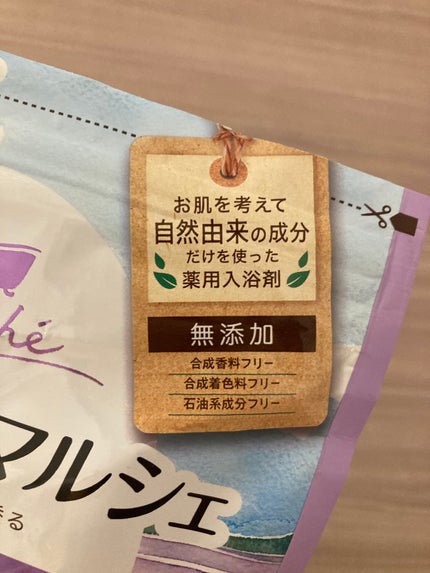 お肌を考えて
自然由来の成分
だけを使った
薬用入浴剤
無添加
合成香料フリー
合成着色料フリー
石油系成分フリー
ché
マルシェ
る